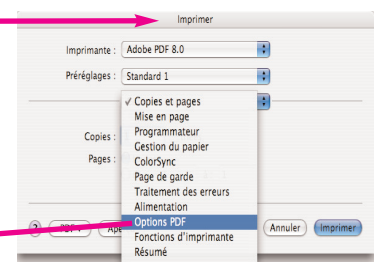 Imprimer
Imprimante : Adobe PDF 8.0
Préréglages : Standard 1
✓ Copies et pages
Mise en page
Copies : Programmateur
Gestion du papier
Pages : ColorSync
Page de garde
Traitement des erreurs
Alimentation
? Options PDF Annuler Imprimer
Fonctions d'imprimante
Résumé